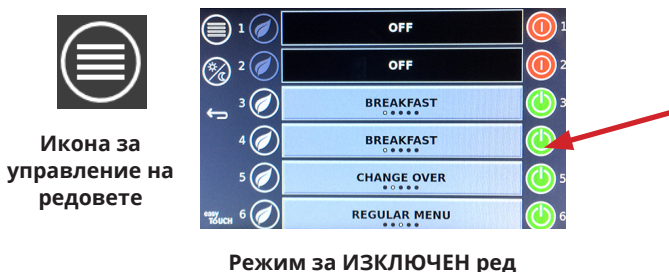 Икона за
управление на
редовете
1 OFF 1
2 OFF 2
3 BREAKFAST 3
4 BREAKFAST
5 CHANGE OVER 5
easy TOUCH 6 REGULAR MENU 6
Режим за ИЗКЛЮЧЕН ред